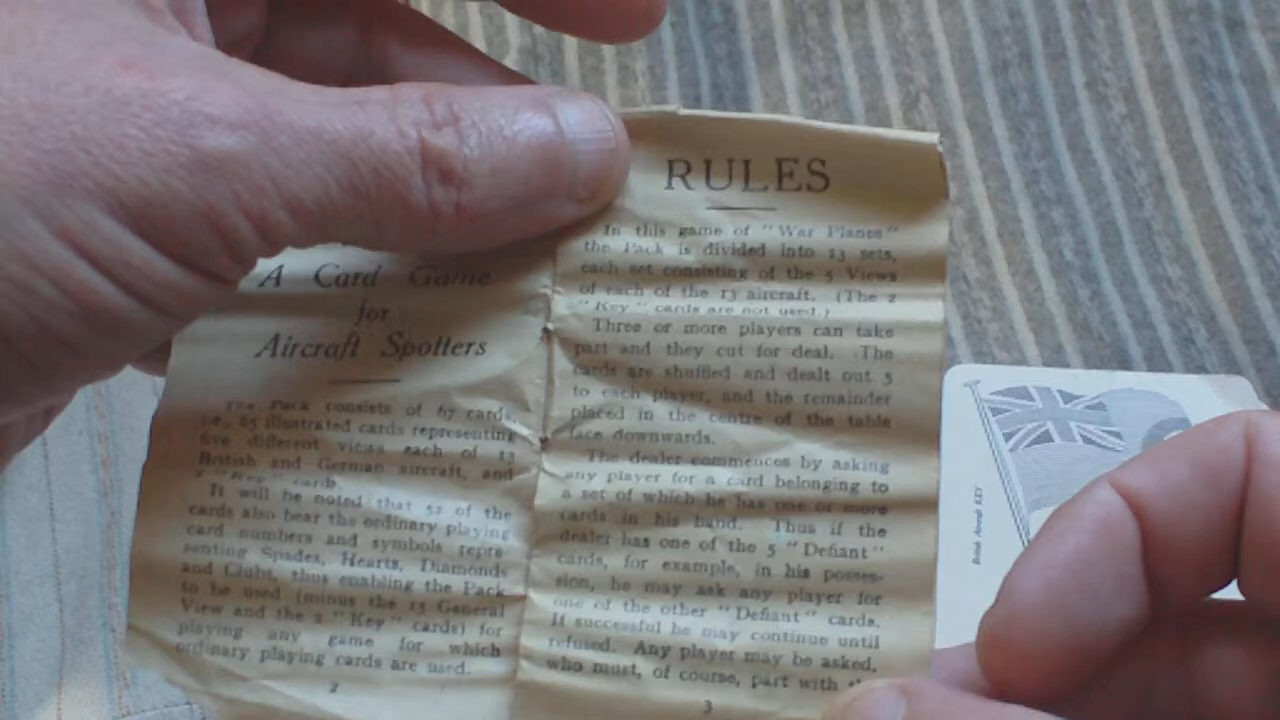 A Card Game
for
Aircraft Spotters
The Pack consists of 67 cards,
i.e., 65 illustrated cards representing
five different views each of 13
British and German aircraft, and
2 "Key" cards.
It will be noted that 52 of the
cards also bear the ordinary playing
card numbers and symbols repre-
senting Spades, Hearts, Diamonds
and Clubs, thus enabling the Pack
to be used (minus the 13 General
View and the 2 "Key" cards) for
playing any game for which
ordinary playing cards are used.
2
RULES
In this game of "War Planes"
the Pack is divided into 13 sets,
each set consisting of the 5 Views
of each of the 13 aircraft. (The 2
"Key" cards are not used.)
Three or more players can take
part and they cut for deal. The
cards are shuffled and dealt out 5
to each player, and the remainder
placed in the centre of the table
face downwards.
The dealer commences by asking
any player for a card belonging to
a set of which he has one or more
cards in his hand. Thus if the
dealer has one of the 5 "Defiant"
cards, for example, in his posses-
sion, he may ask any player for
one of the other "Defiant" cards.
If successful he may continue until
refused. Any player may be asked,
who must, of course, part with
3
British Aircraft KEY